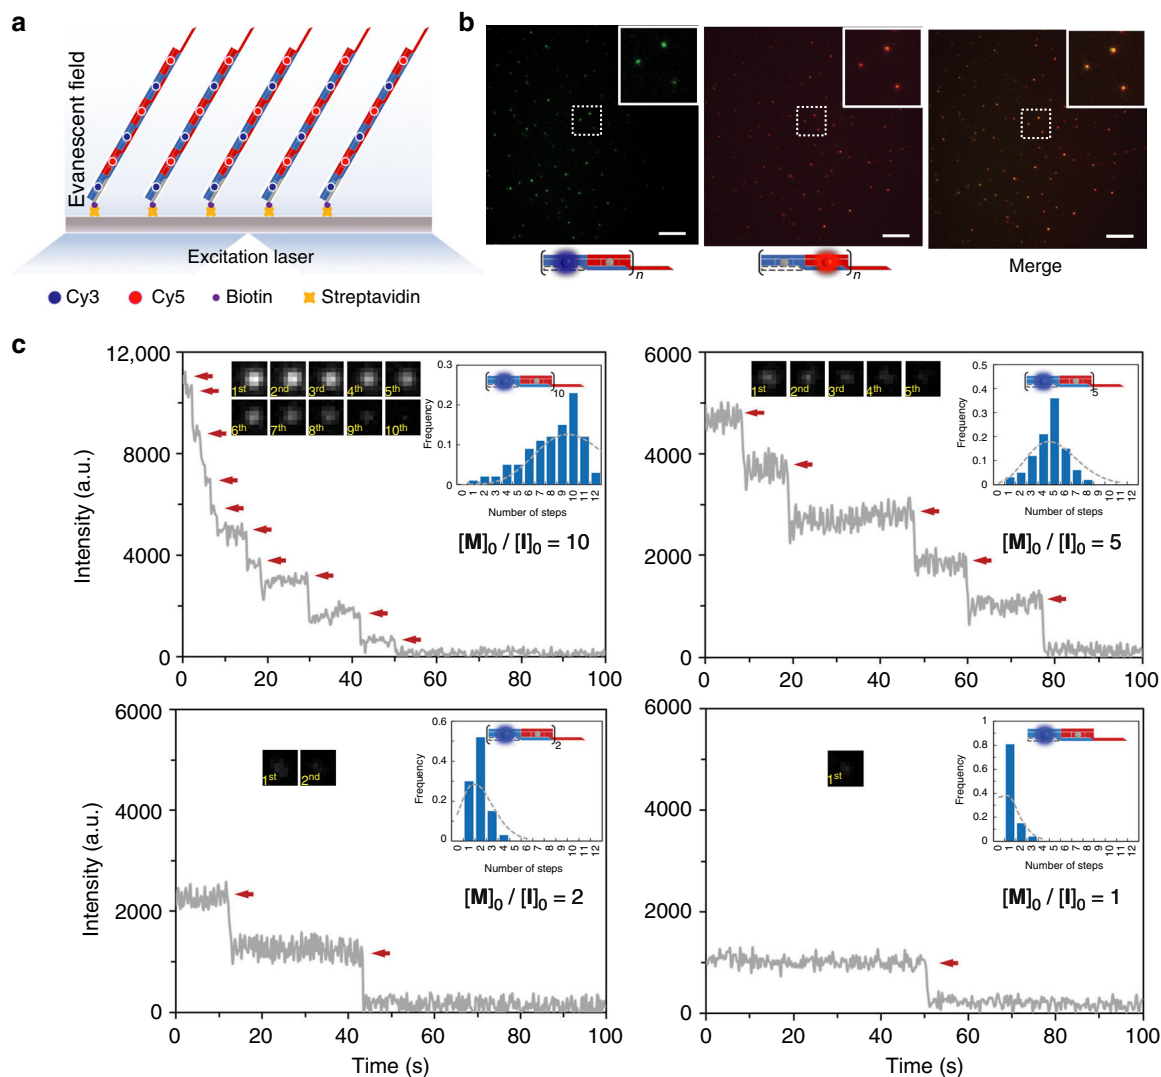 a
Evanescent field
Excitation laser
Cy3 Cy5 Biotin Streptavidin
b
n
n
Merge
c
Intensity (a.u.)
12,000
8000
4000
0
0 20 40 60 80 100
1st 2nd 3rd 4th 5th
6th 7th 8th 9th 10th
Frequency
0.3
0.2
0.1
0
0 1 2 3 4 5 6 7 8 9 10 11 12
Number of steps
10
[M]0 / [I]0 = 10
6000
4000
2000
0
0 20 40 60 80 100
1st 2nd 3rd 4th 5th
Frequency
0.5
0.4
0.3
0.2
0.1
0
0 1 2 3 4 5 6 7 8 9 10 11 12
Number of steps
5
[M]0 / [I]0 = 5
Intensity (a.u.)
6000
4000
2000
0
0 20 40 60 80 100
Time (s)
1st 2nd
Frequency
0.6
0.4
0.2
0
0 1 2 3 4 5 6 7 8 9 10 11 12
Number of steps
2
[M]0 / [I]0 = 2
6000
4000
2000
0
0 20 40 60 80 100
Time (s)
1st
Frequency
1
0.8
0.6
0.4
0.2
0
0 1 2 3 4 5 6 7 8 9 10 11 12
Number of steps
[M]0 / [I]0 = 1